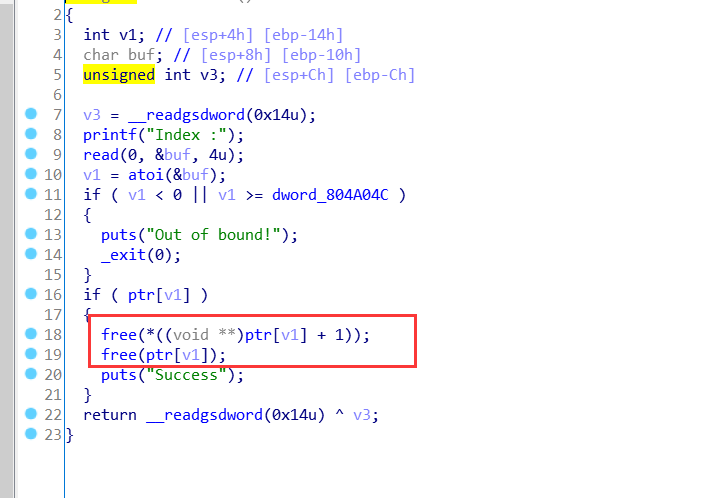 2 {
3 int v1; // [esp+4h] [ebp-14h]
4 char buf; // [esp+8h] [ebp-10h]
5 unsigned int v3; // [esp+Ch] [ebp-Ch]
6
7 v3 = __readgsdword(0x14u);
8 printf("Index :");
9 read(0, &buf, 4u);
10 v1 = atoi(&buf);
11 if ( v1 < 0 || v1 >= dword_804A04C )
12 {
13 puts("Out of bound!");
14 _exit(0);
15 }
16 if ( ptr[v1] )
17 {
18 free(*((void **)ptr[v1] + 1));
19 free(ptr[v1]);
20 puts("Success");
21 }
22 return __readgsdword(0x14u) ^ v3;
23 }